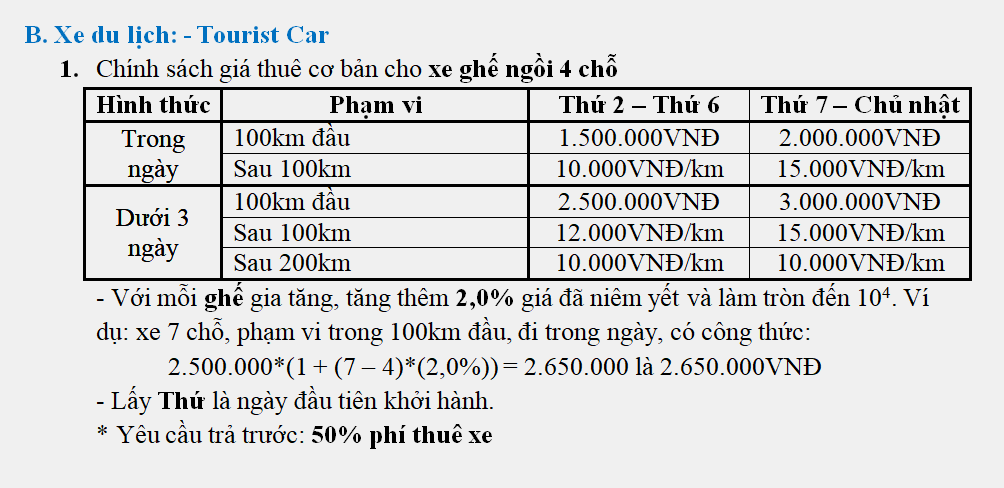 B. Xe du lịch: - Tourist Car
1. Chính sách giá thuê cơ bản cho xe ghế ngồi 4 chỗ
Hình thức Phạm vi Thứ 2 – Thứ 6 Thứ 7 – Chủ nhật
Trong ngày 100km đầu 1.500.000VNĐ 2.000.000VNĐ
Sau 100km 10.000VNĐ/km 15.000VNĐ/km
Dưới 3 ngày 100km đầu 2.500.000VNĐ 3.000.000VNĐ
Sau 100km 12.000VNĐ/km 15.000VNĐ/km
Sau 200km 10.000VNĐ/km 10.000VNĐ/km
- Với mỗi ghế gia tăng, tăng thêm 2,0% giá đã niêm yết và làm tròn đến 10⁴. Ví
dụ: xe 7 chỗ, phạm vi trong 100km đầu, đi trong ngày, có công thức:
2.500.000*(1 + (7 – 4)*(2,0%)) = 2.650.000 là 2.650.000VNĐ
- Lấy Thứ là ngày đầu tiên khởi hành.
* Yêu cầu trả trước: 50% phí thuê xe